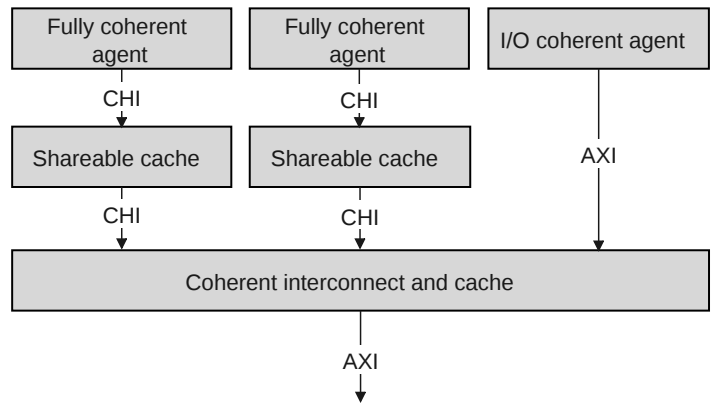 Fully coherent
agent
Fully coherent
agent
I/O coherent agent
CHI
CHI
AXI
Shareable cache
Shareable cache
CHI
CHI
Coherent interconnect and cache
AXI